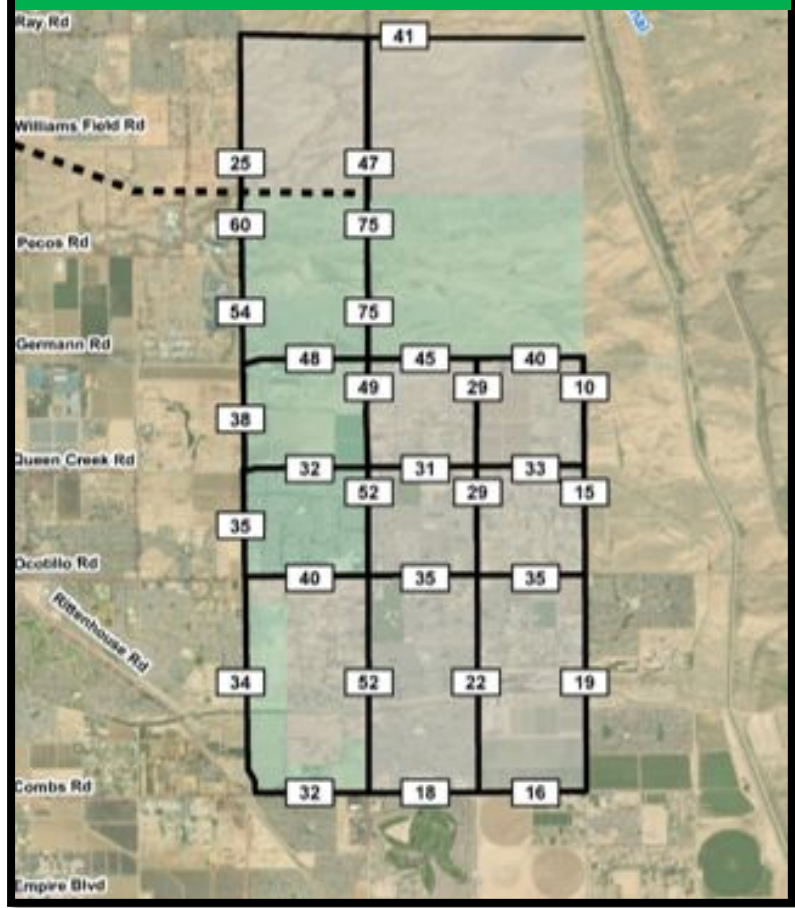 Ray Rd
41
Williams Field Rd
25 47
60 75
Pecos Rd
54 75
Germann Rd
48 45 40
49 29 10
38
Queen Creek Rd
32 31 33
52 29 15
35
Ocotillo Rd
40 35 35
Rittenhouse Rd
34 52 22 19
Combs Rd
32 18 16
Empire Blvd